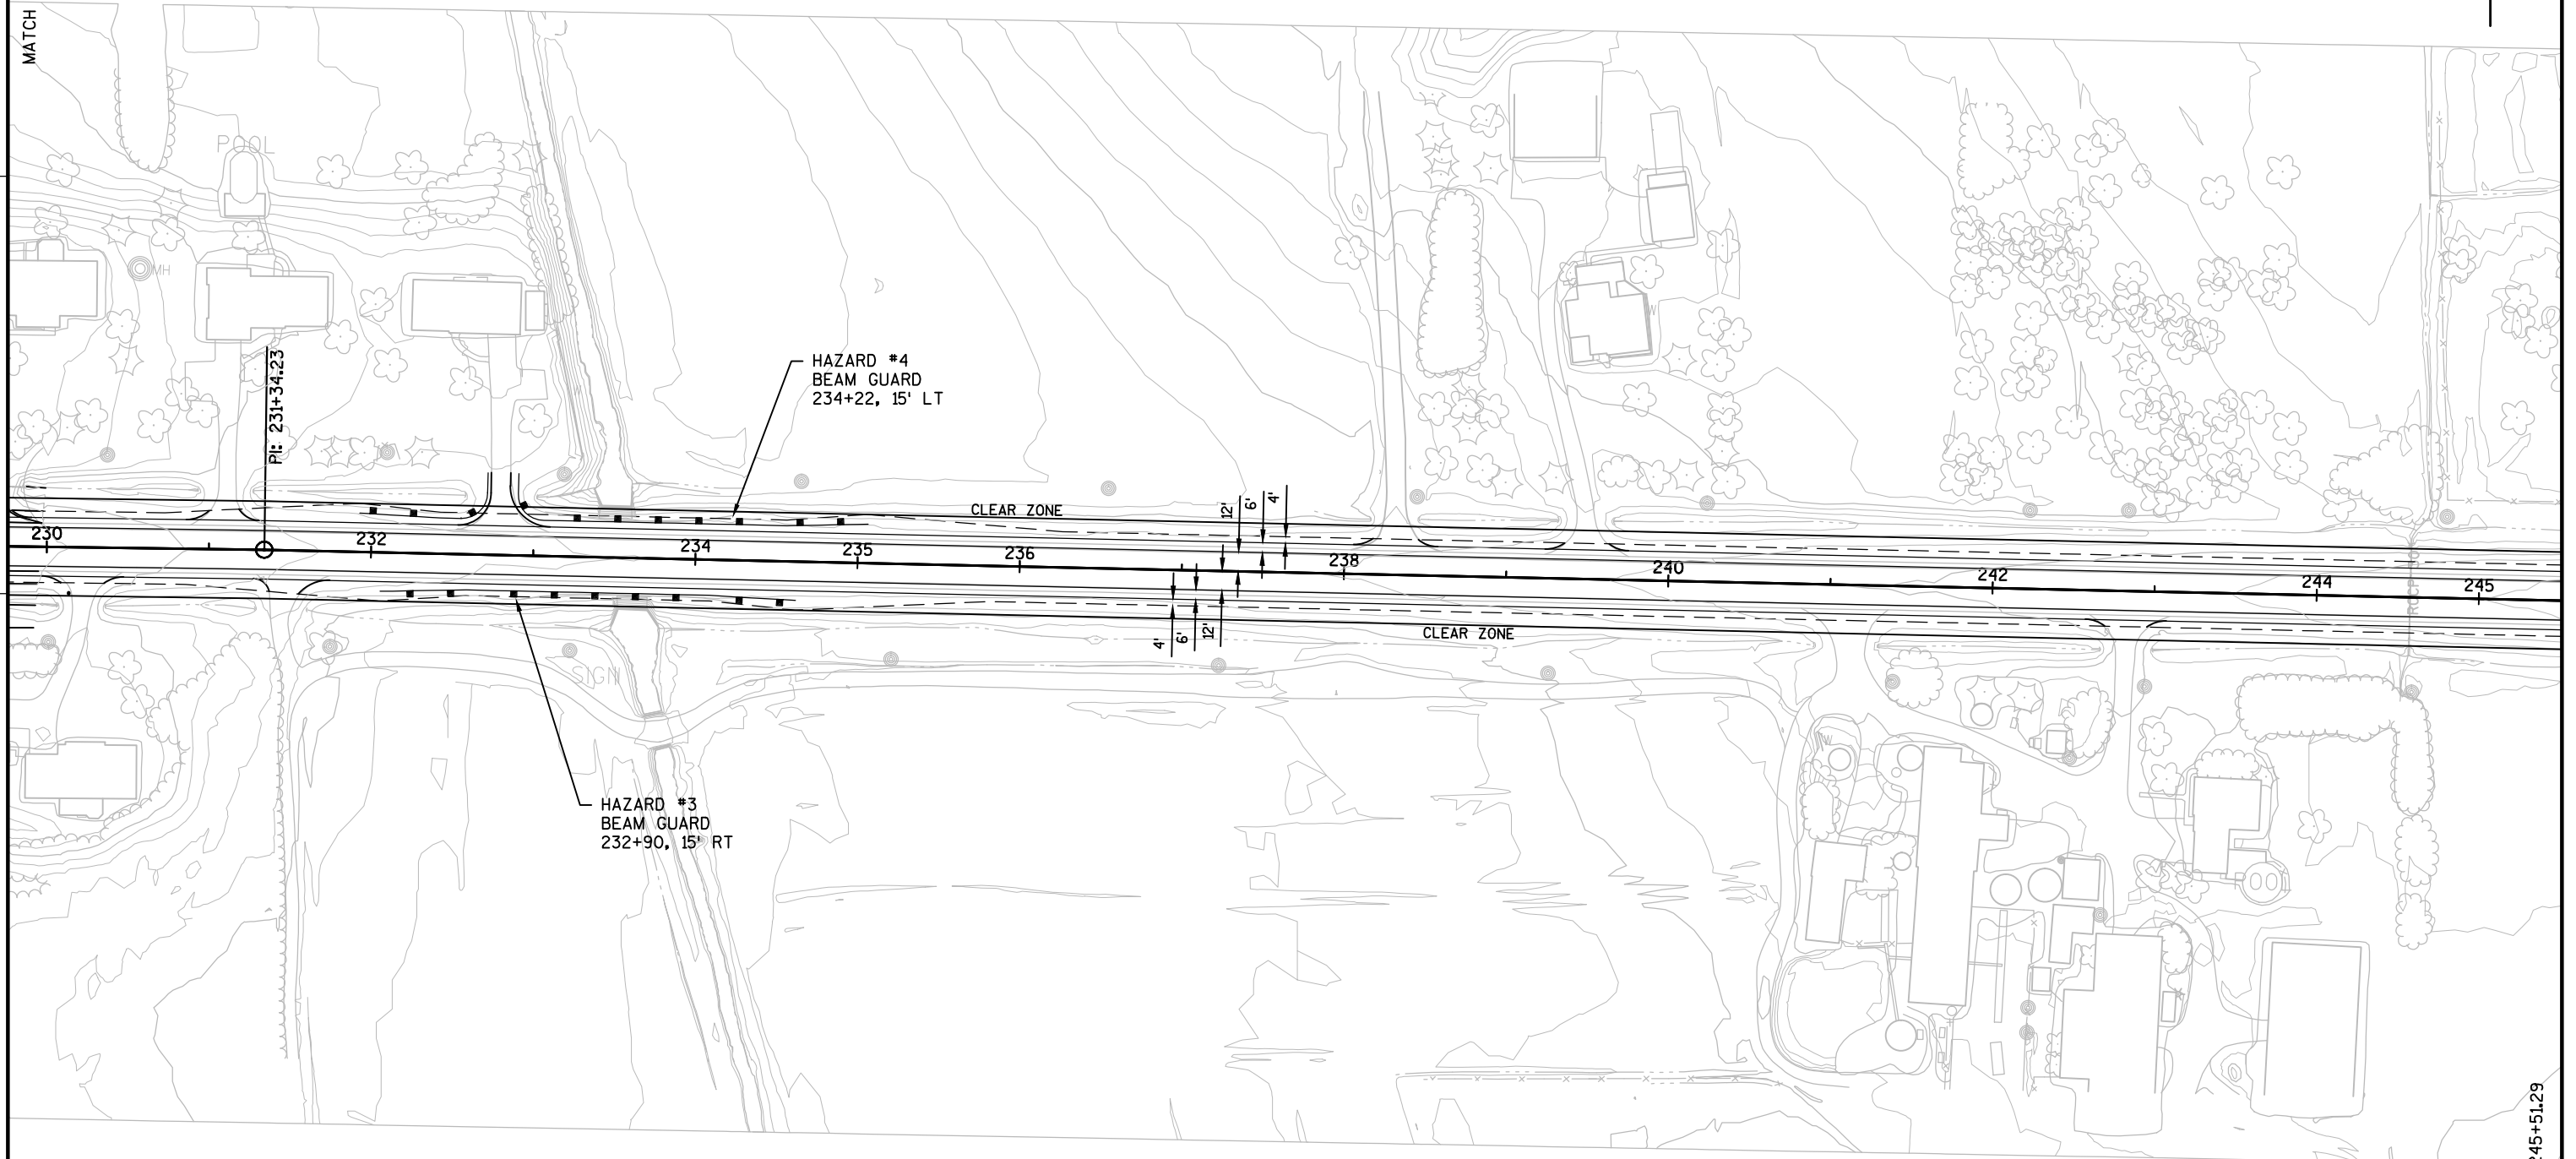 MATCH
POOL
MH
PI: 231+34.23
HAZARD #4
BEAM GUARD
234+22, 15' LT
W
CLEAR ZONE
12'
6'
4'
230
232
234
235
236
238
240
242
244
245
4'
6'
12'
CLEAR ZONE
SIGN
HAZARD #3
BEAM GUARD
232+90, 15' RT
W
245+51.29